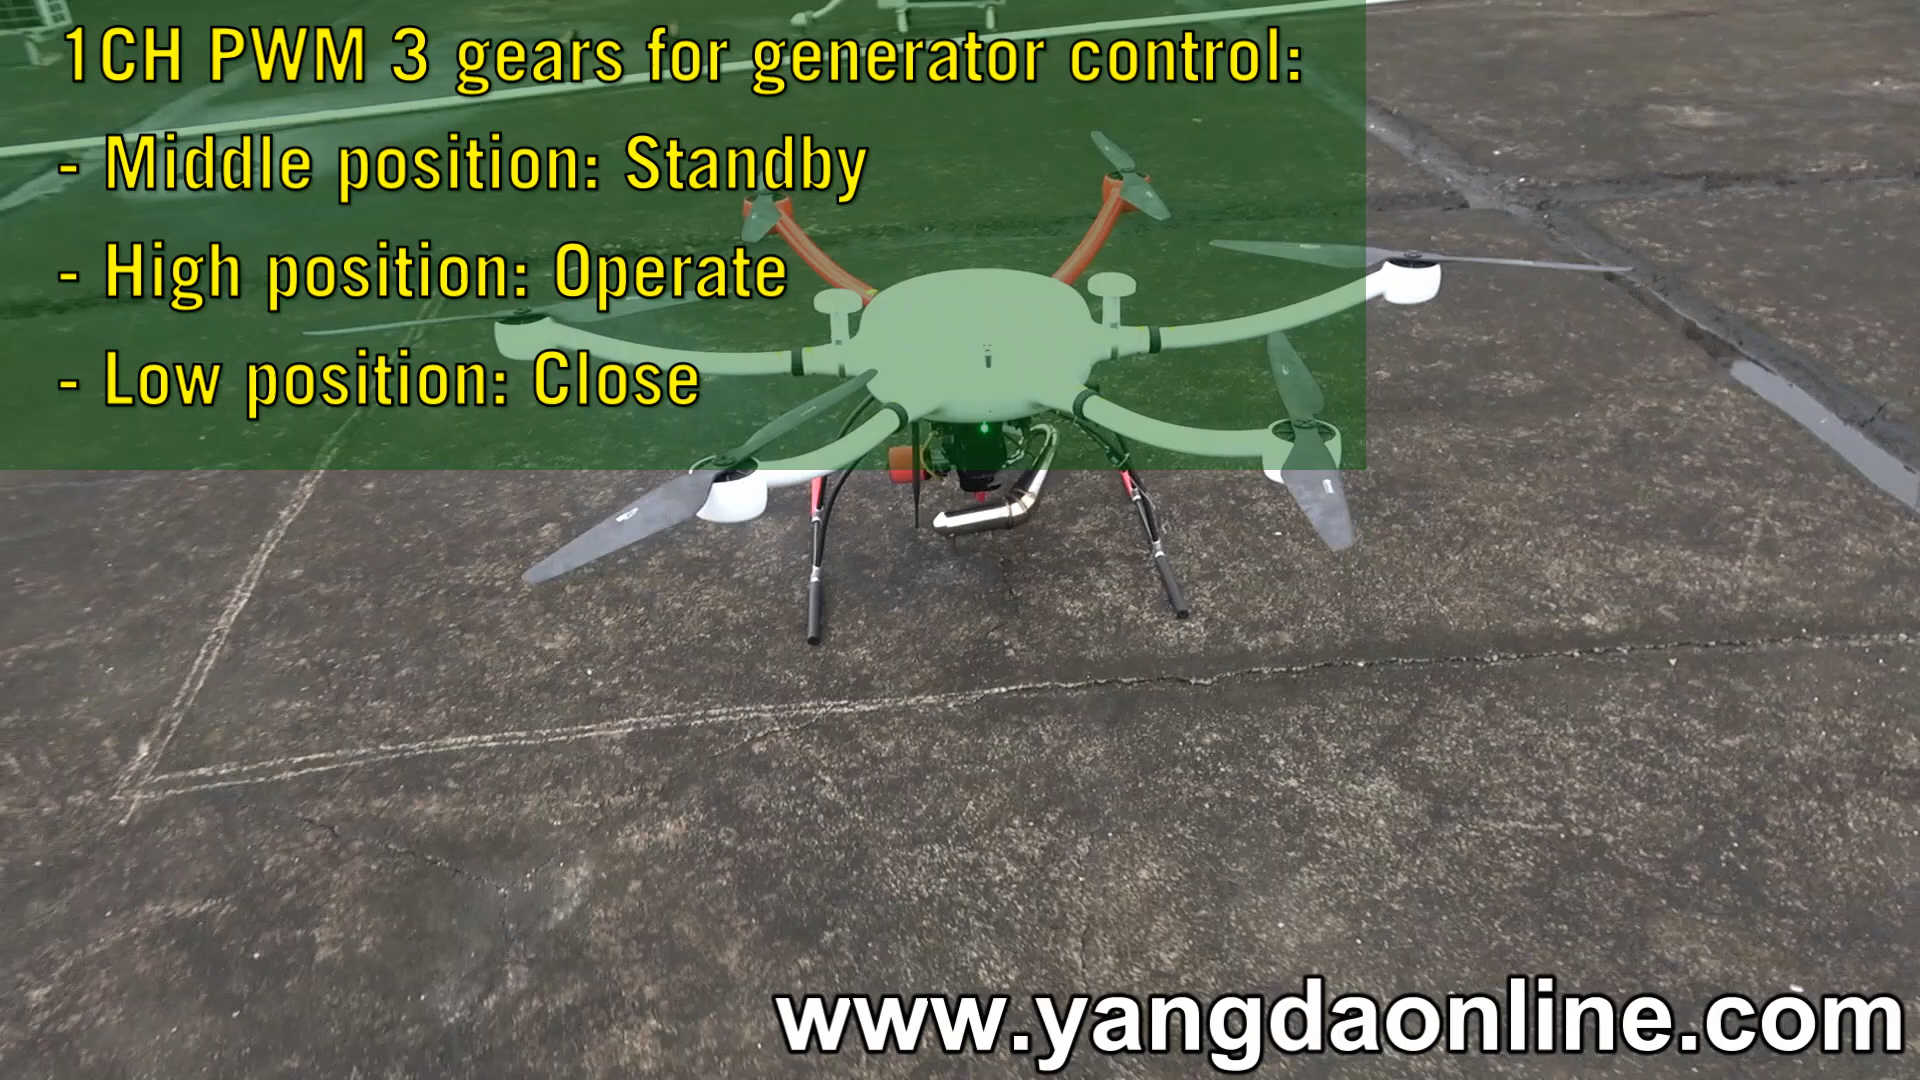 1CH PWM 3 gears for generator control:
- Middle position: Standby
- High position: Operate
- Low position: Close
www.yangdaonline.com